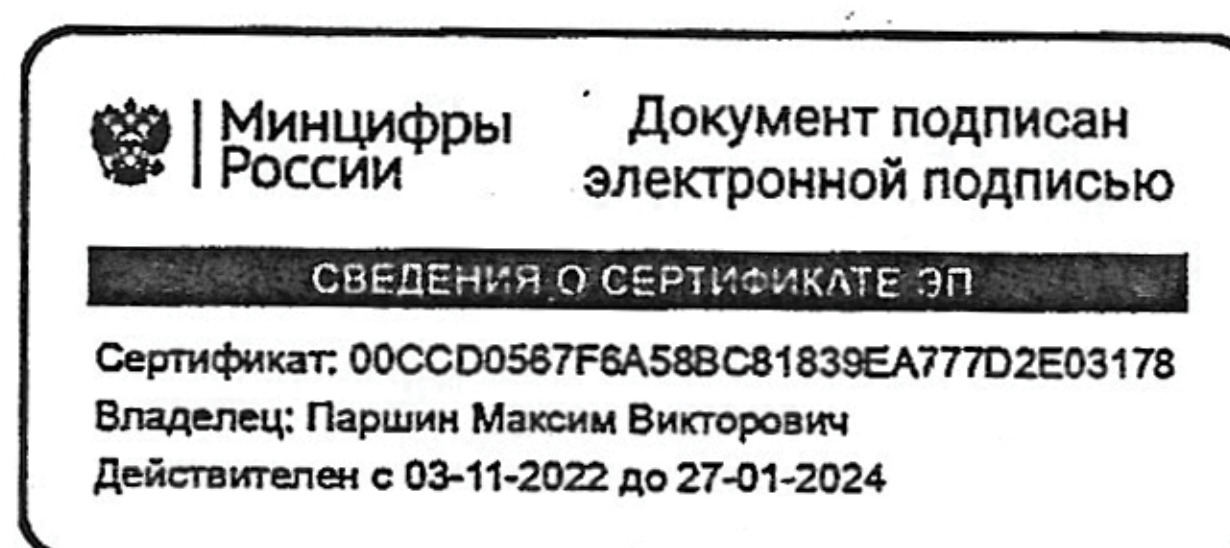 Минцифры
России
Документ подписан
электронной подписью
СВЕДЕНИЯ О СЕРТИФИКАТЕ ЭП
Сертификат: 00CCD0567F6A58BC81839EA777D2E03178
Владелец: Паршин Максим Викторович
Действителен с 03-11-2022 до 27-01-2024